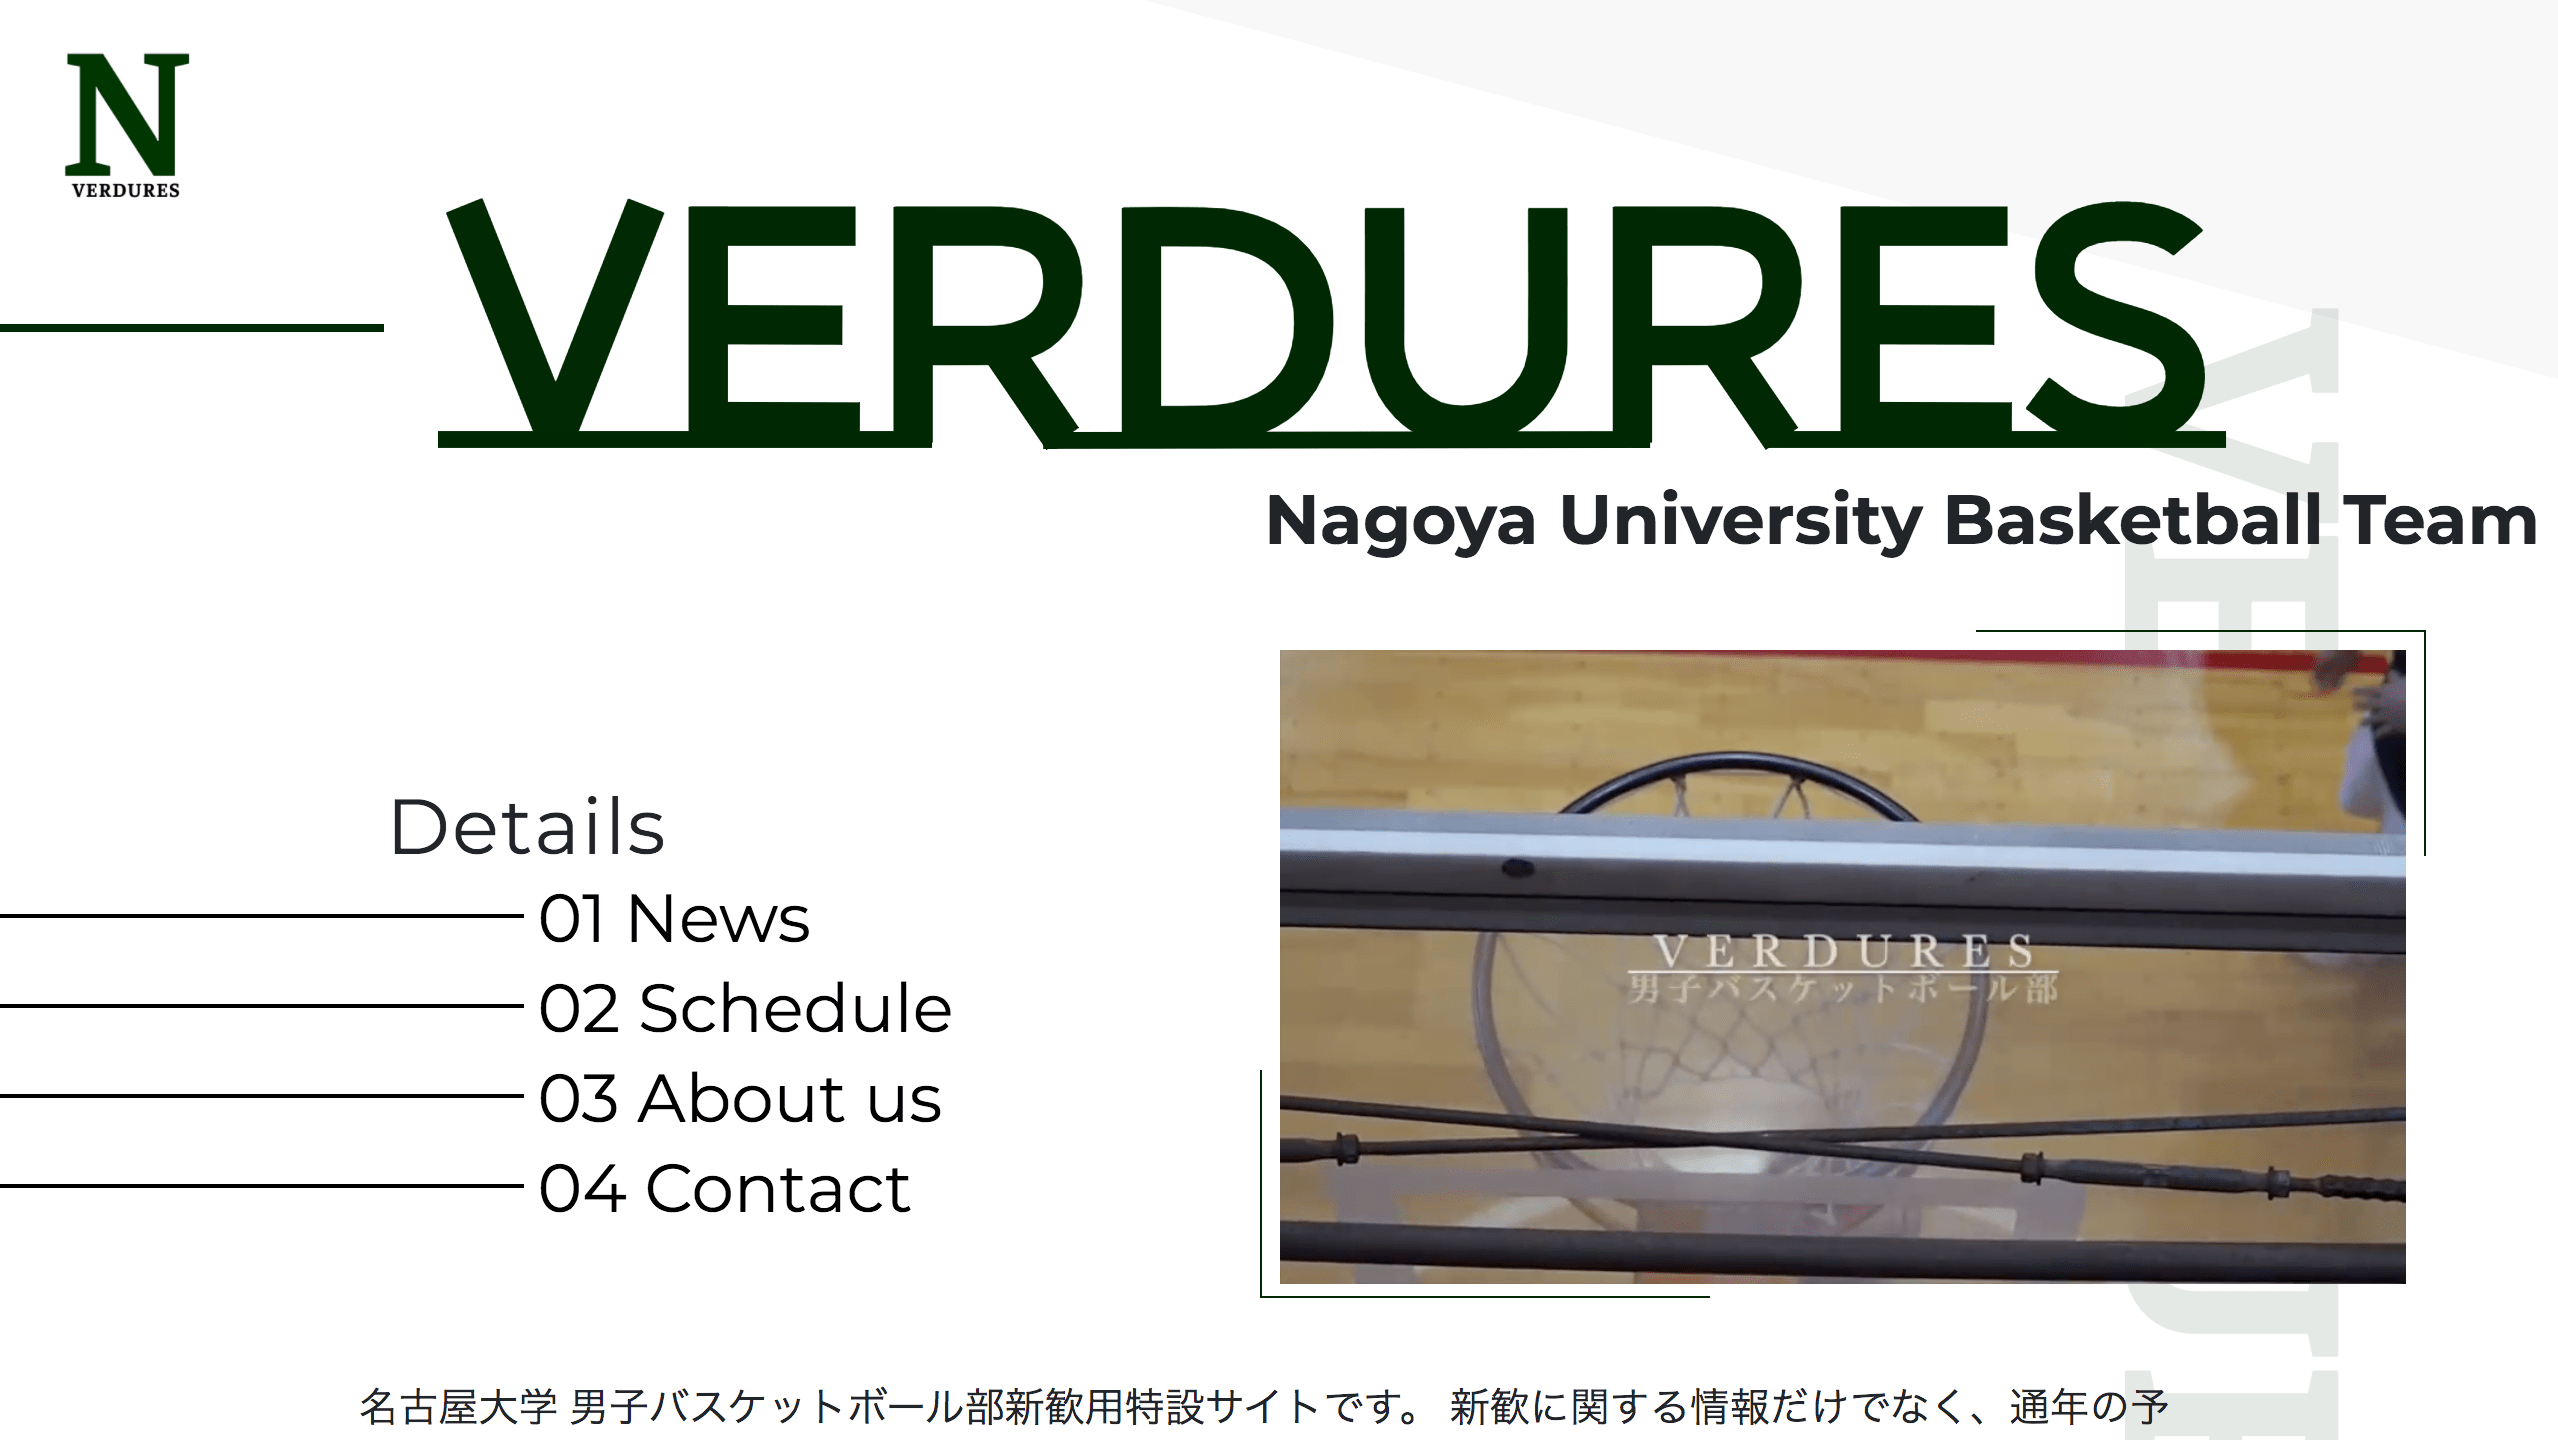 N
VERDURES
VERDURES
Nagoya University Basketball Team
Details
01 News
02 Schedule
03 About us
04 Contact
VERDURES
男子バスケットボール部
名古屋大学 男子バスケットボール部新歓用特設サイトです。 新歓に関する情報だけでなく、通年の予